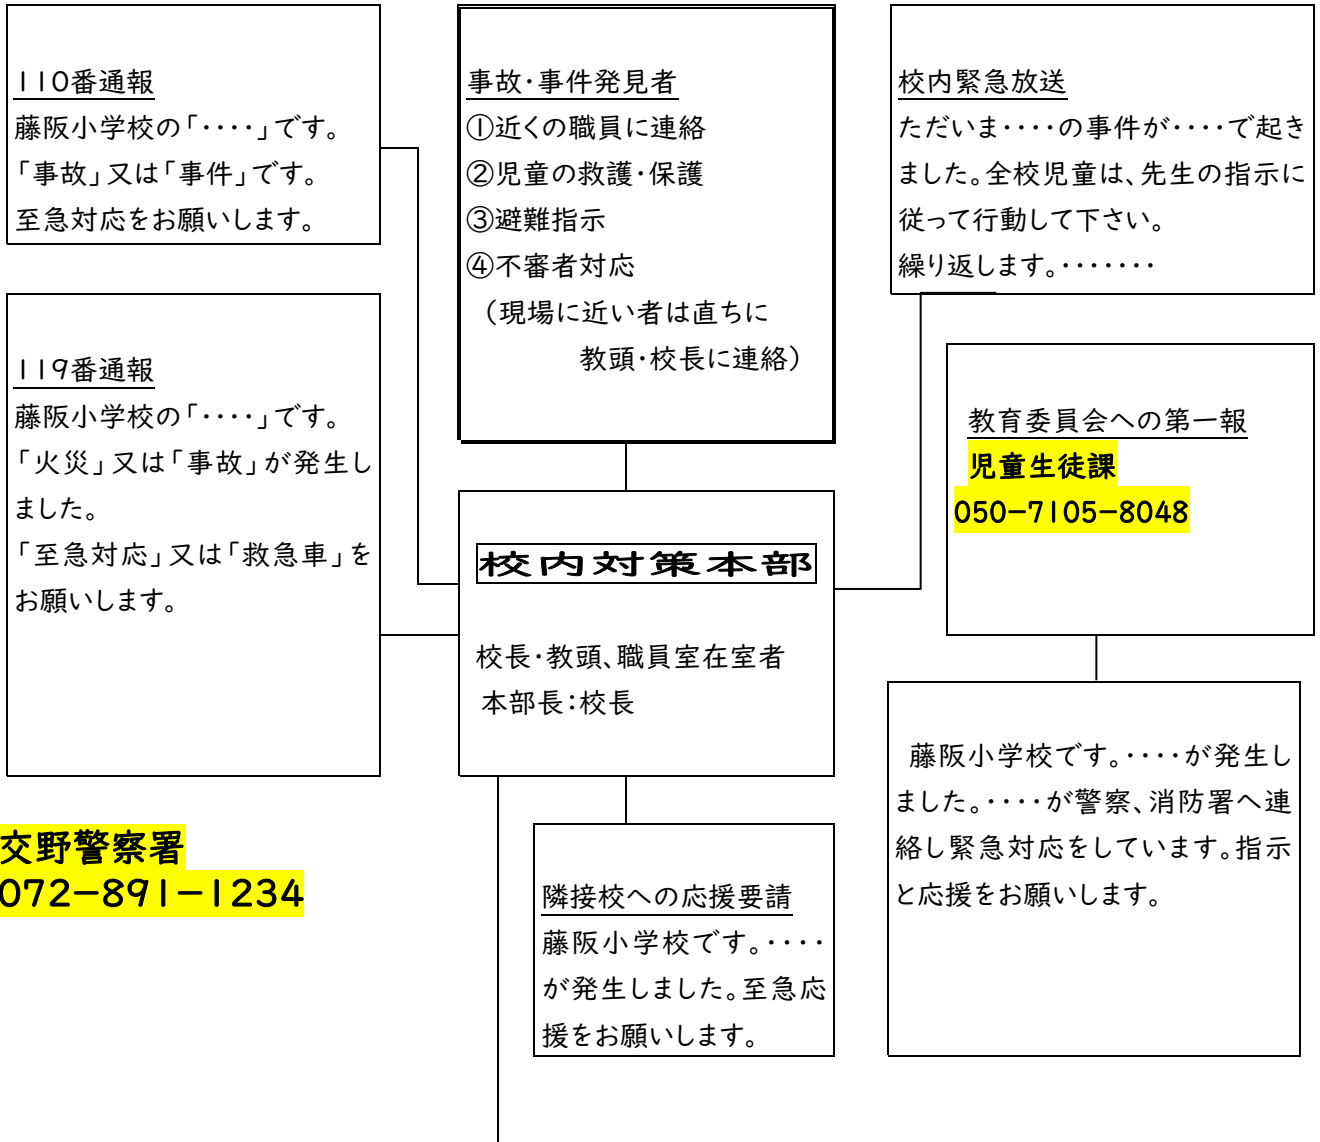 110番通報
藤阪小学校の「・・・・」です。
「事故」又は「事件」です。
至急対応をお願いします。
119番通報
藤阪小学校の「・・・・」です。
「火災」又は「事故」が発生し
ました。
「至急対応」又は「救急車」を
お願いします。
交野警察署
072-891-1234
事故・事件発見者
①近くの職員に連絡
②児童の救護・保護
③避難指示
④不審者対応
（現場に近い者は直ちに
教頭・校長に連絡）
校内対策本部
校長・教頭、職員室在室者
本部長：校長
隣接校への応援要請
藤阪小学校です。・・・・
が発生しました。至急応
援をお願いします。
校内緊急放送
ただいま・・・・の事件が・・・・で起き
ました。全校児童は、先生の指示に
従って行動して下さい。
繰り返します。・・・・・・・
教育委員会への第一報
児童生徒課
050-7105-8048
藤阪小学校です。・・・・が発生し
ました。・・・・が警察、消防署へ連
絡し緊急対応をしています。指示
と応援をお願いします。